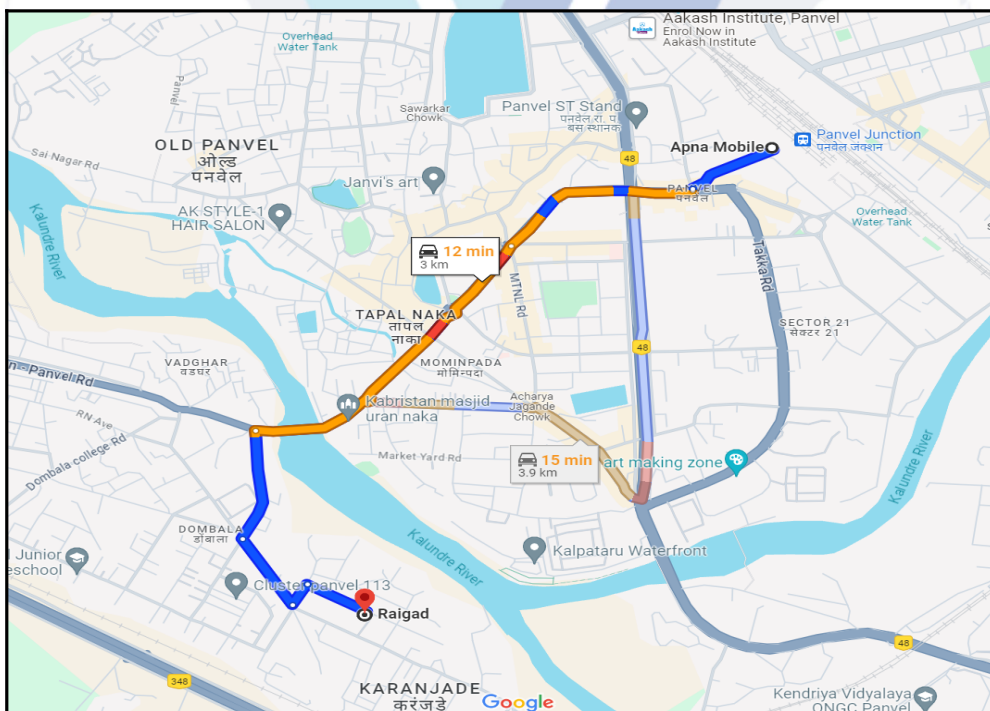 Aakash Institute, Panvel
Enrol Now in
Aakash Institute
Overhead
Water Tank
Panvel
Sawarkar
Chowk
Panvel ST Stand
पनवेल रा. प
बस स्थानक
48
Apna Mobile
Panvel Junction
पनवेल जंक्शन
OLD PANVEL
ओल्ड
पनवेल
Sai Nagar Rd
Janvi's art
PANVEL
पनवेल
AK STYLE-1
HAIR SALON
Overhead
Water Tank
Kalundre River
12 min
3 km
Takka Rd
MTNL Rd
TAPAL NAKA
तापल
नाका
SECTOR 21
सेक्टर 21
48
VADGHAR
वडघर
MOMINPADA
मोमिनपदा
n - Panvel Rd
Kabristan masjid
uran naka
Acharya
Jagande
Chowk
RN Ave
Dombala college Rd
Market Yard Rd
15 min
3.9 km
art making zone
Kalundre River
DOMBALA
डोंबाला
Kalundre River
Kalpataru Waterfront
Junior
eschool
Cluster panvel 113
Raigad
48
348
KARANJADE
करंजडे
Google
Kendriya Vidyalaya
ONGC Panvel